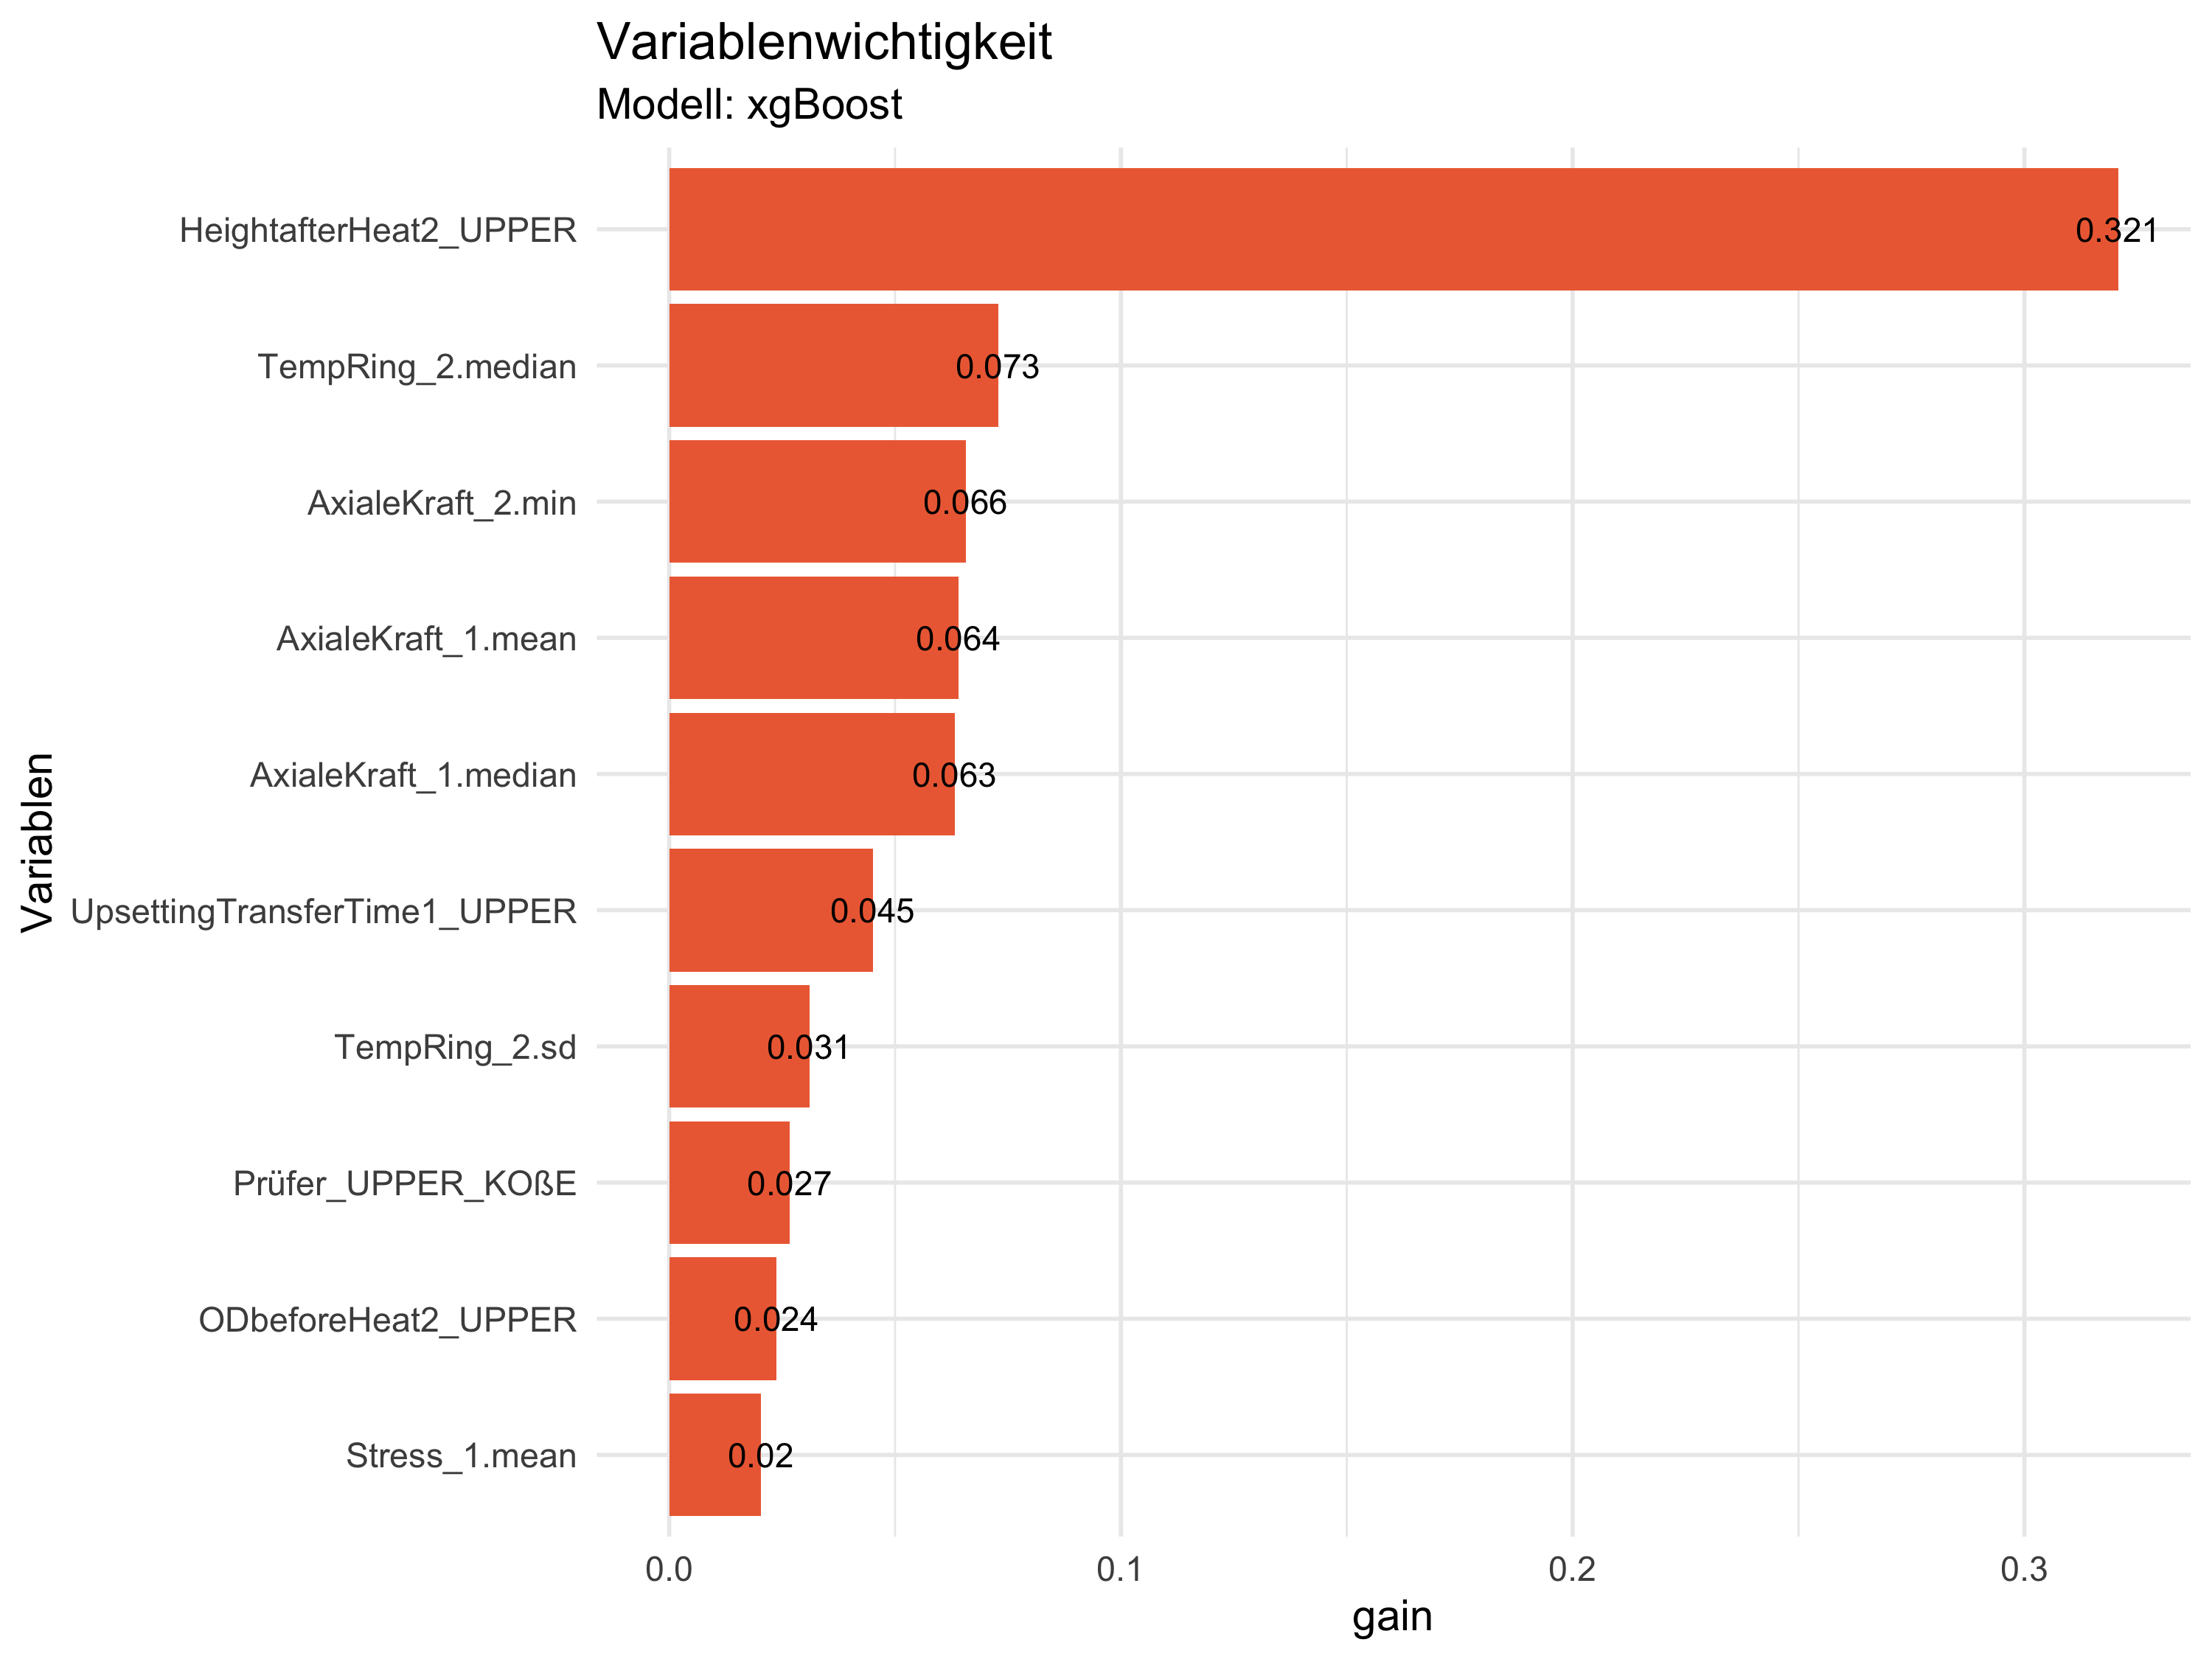 Variablenwichtigkeit
Modell: xgBoost
Variablen
HeightafterHeat2_UPPER 0.321
TempRing_2.median 0.073
AxialeKraft_2.min 0.066
AxialeKraft_1.mean 0.064
AxialeKraft_1.median 0.063
UpsettingTransferTime1_UPPER 0.045
TempRing_2.sd 0.031
Prüfer_UPPER_KOßE 0.027
ODbeforeHeat2_UPPER 0.024
Stress_1.mean 0.02
0.0 0.1 0.2 0.3
gain